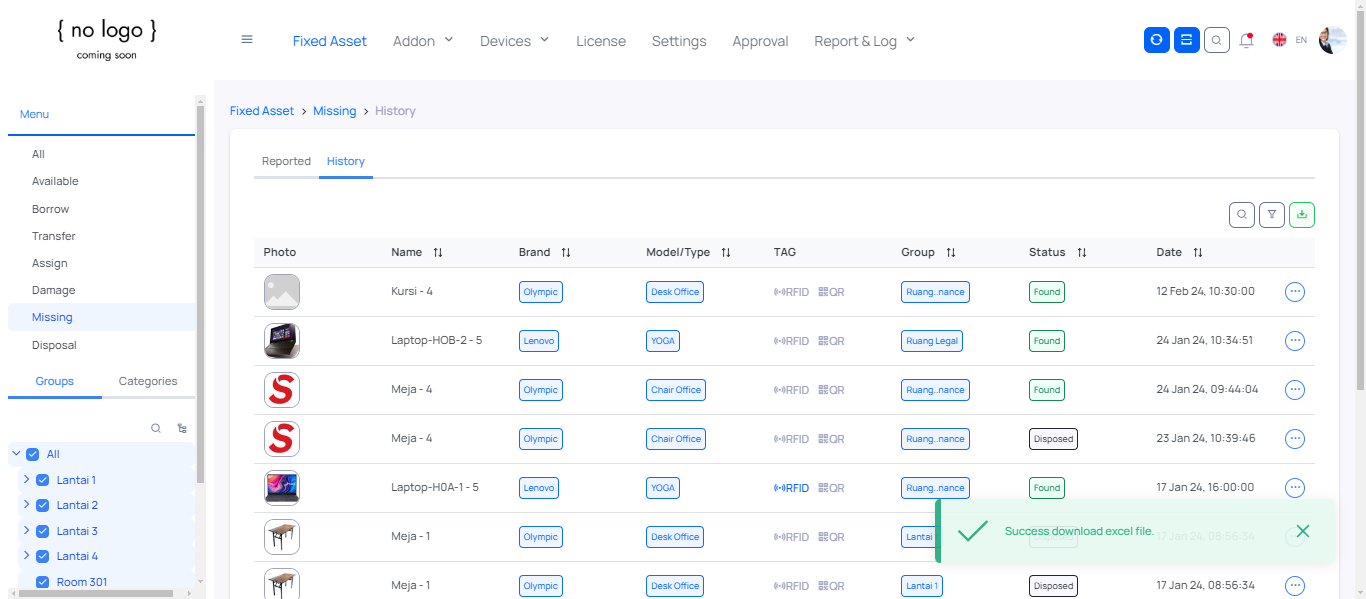 { no logo }
coming soon
Fixed Asset Addon Devices License Settings Approval Report & Log EN
Menu
All
Available
Borrow
Transfer
Assign
Damage
Missing
Disposal
Groups Categories
All
Lantai 1
Lantai 2
Lantai 3
Lantai 4
Room 301
Fixed Asset > Missing > History
Reported History
Photo Name Brand Model/Type TAG Group Status Date
Kursi - 4 Olympic Desk Office RFID QR Ruang..nance Found 12 Feb 24, 10:30:00
Laptop-HOB-2 - 5 Lenovo YOGA RFID QR Ruang Legal Found 24 Jan 24, 10:34:51
Meja - 4 Olympic Chair Office RFID QR Ruang..nance Found 24 Jan 24, 09:44:04
Meja - 4 Olympic Chair Office RFID QR Ruang..nance Disposed 23 Jan 24, 10:39:46
Laptop-H0A-1 - 5 Lenovo YOGA RFID QR Ruang..nance Found 17 Jan 24, 16:00:00
Meja - 1 Olympic Desk Office RFID QR Lantai 17 Jan 24, 08:56:34
Success download excel file.
Meja - 1 Olympic Desk Office RFID QR Lantai 1 Disposed 17 Jan 24, 08:56:34